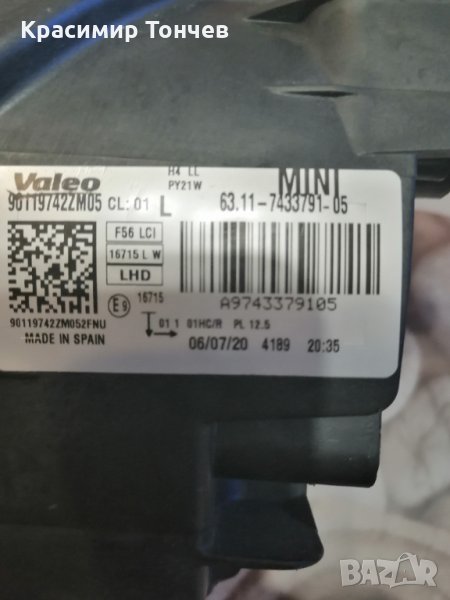 Красимир Тончев
Valeo
H4 LL
PY21W
MINI
90119742ZM05 CL: 01 L
63.11-7433791-05
F56 LCI
16715 L W
LHD
E9 16715
A9743379105
90119742ZM052FNU
01 1 01HC/R PL 12.5
MADE IN SPAIN
06/07/20 4189 20:35
BAZAR